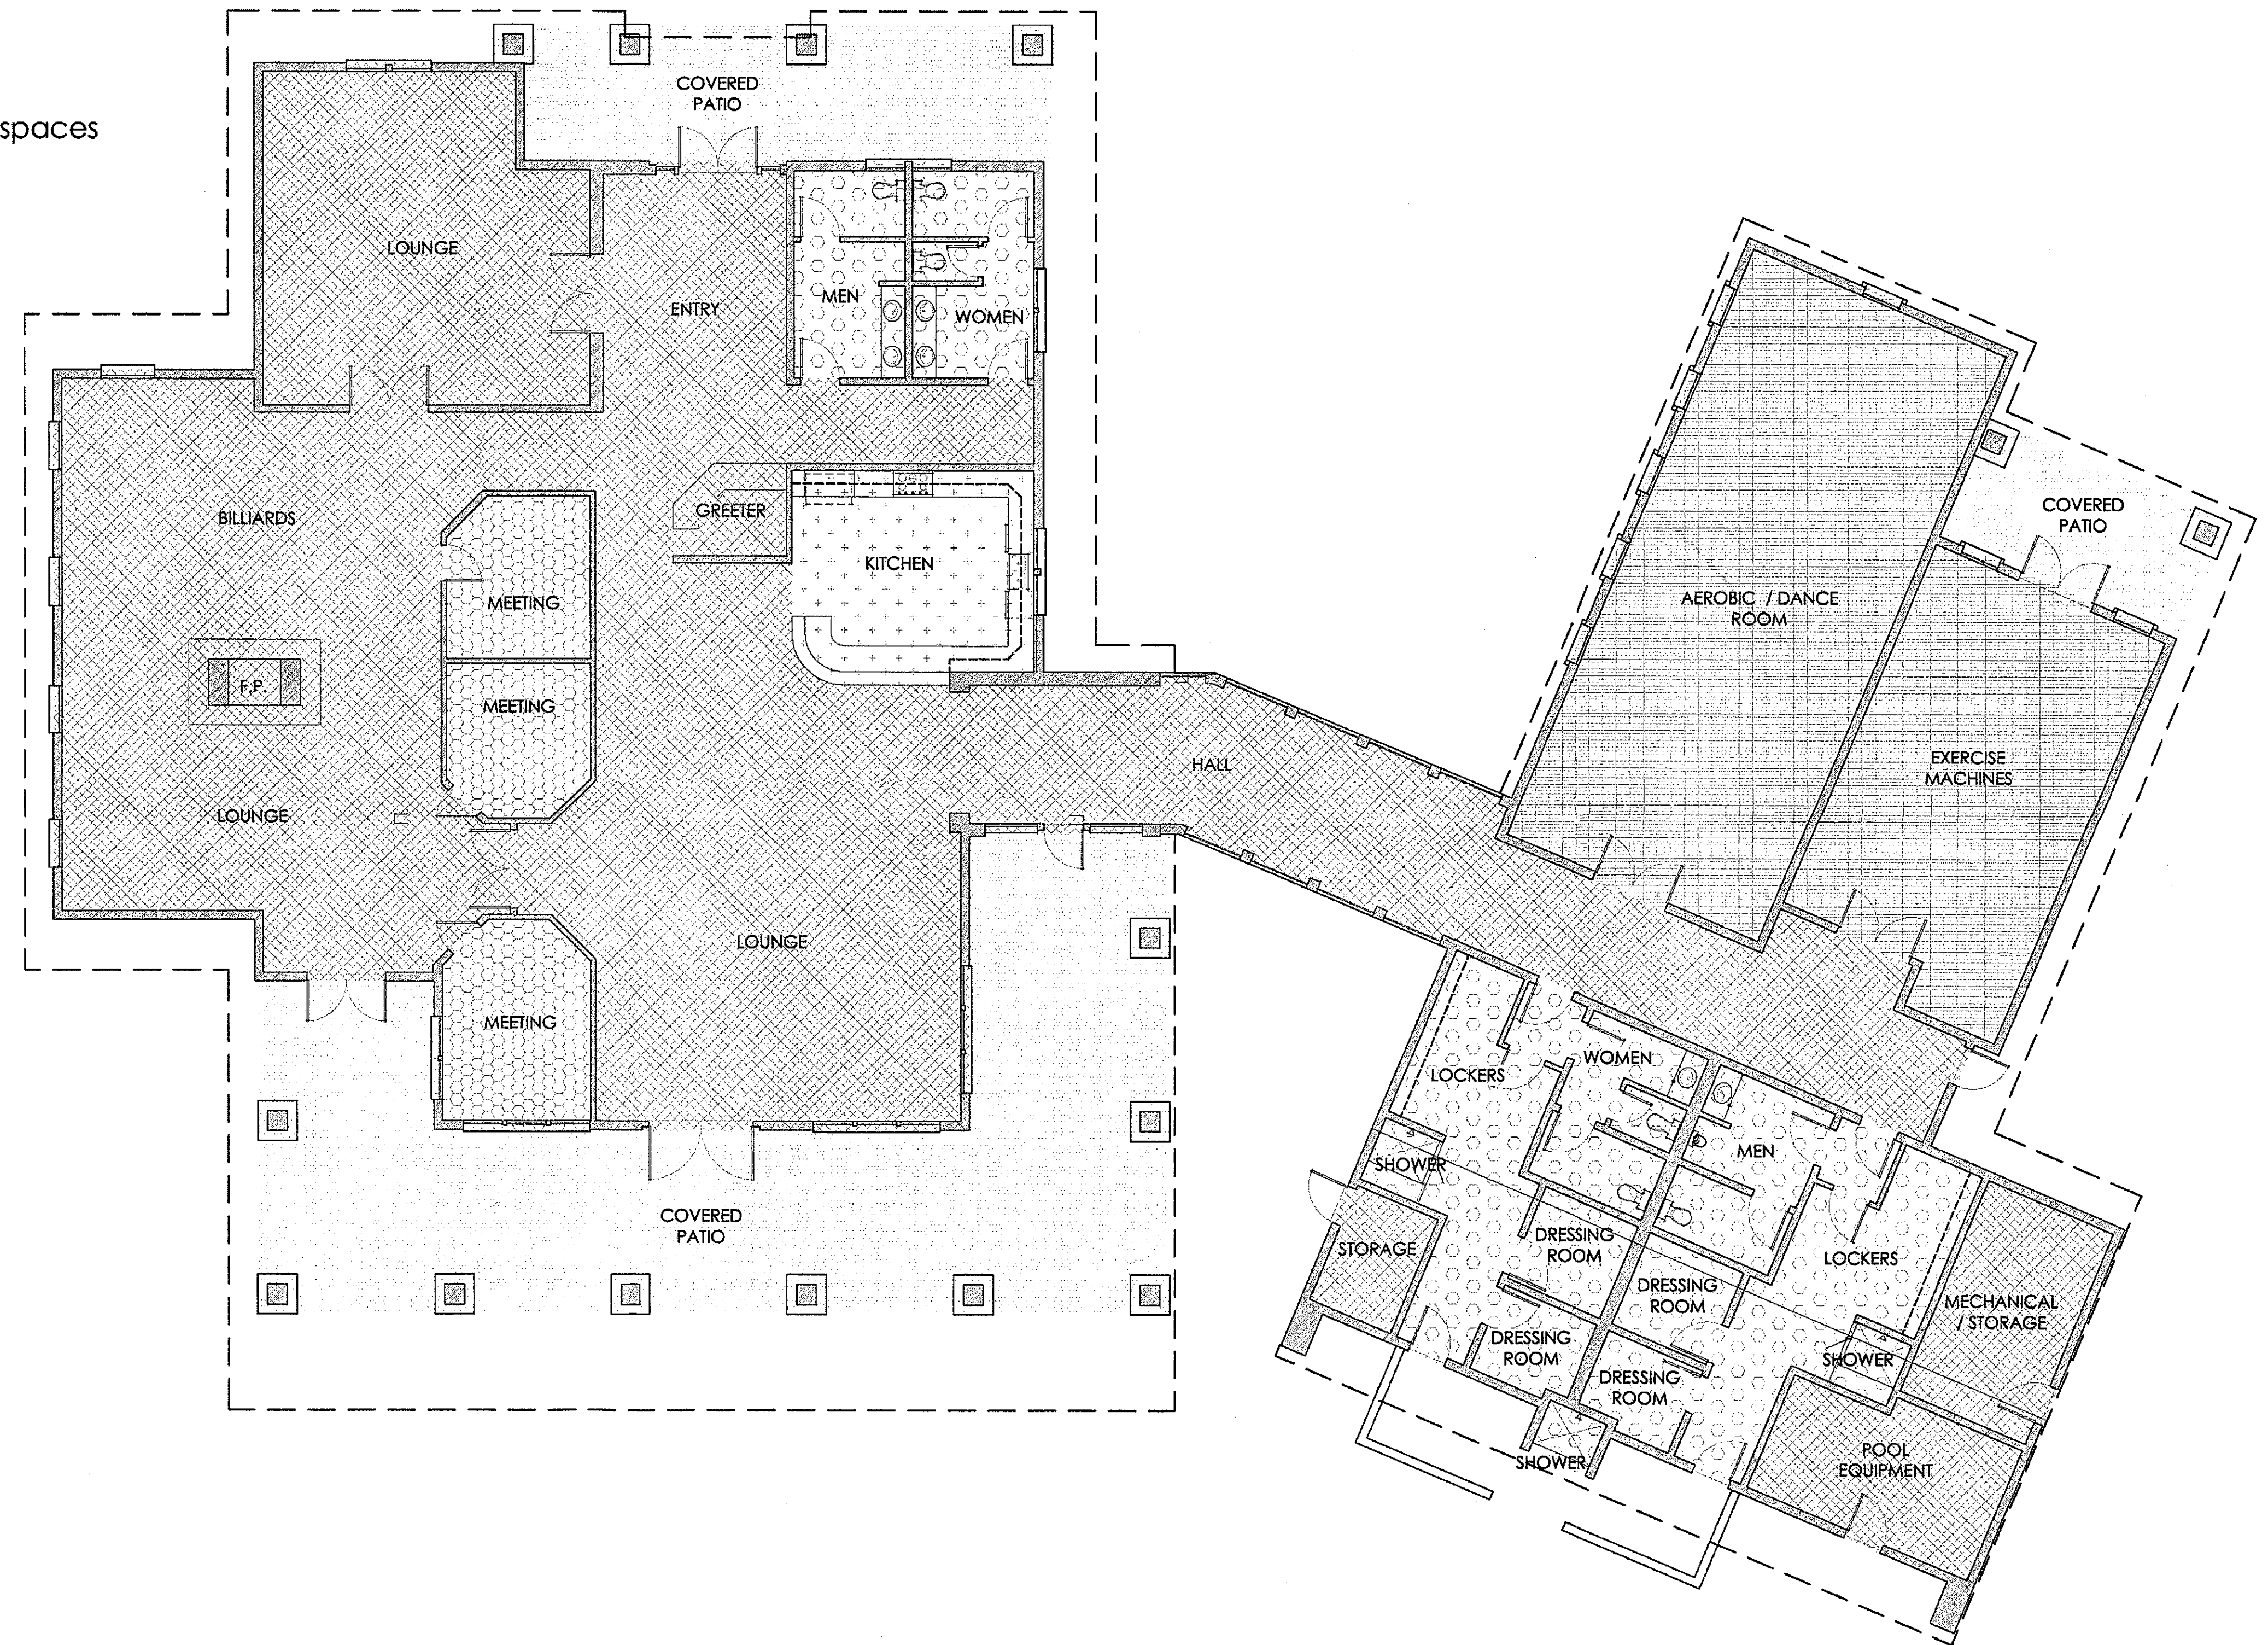 spaces
COVERED
PATIO
LOUNGE
ENTRY
MEN
WOMEN
BILLIARDS
GREETER
KITCHEN
MEETING
F.P.
MEETING
LOUNGE
HALL
LOUNGE
MEETING
COVERED
PATIO
AEROBIC / DANCE
ROOM
COVERED
PATIO
EXERCISE
MACHINES
WOMEN
LOCKERS
MEN
SHOWER
STORAGE
DRESSING
ROOM
LOCKERS
DRESSING
ROOM
MECHANICAL
/ STORAGE
DRESSING
ROOM
SHOWER
DRESSING
ROOM
SHOWER
POOL
EQUIPMENT